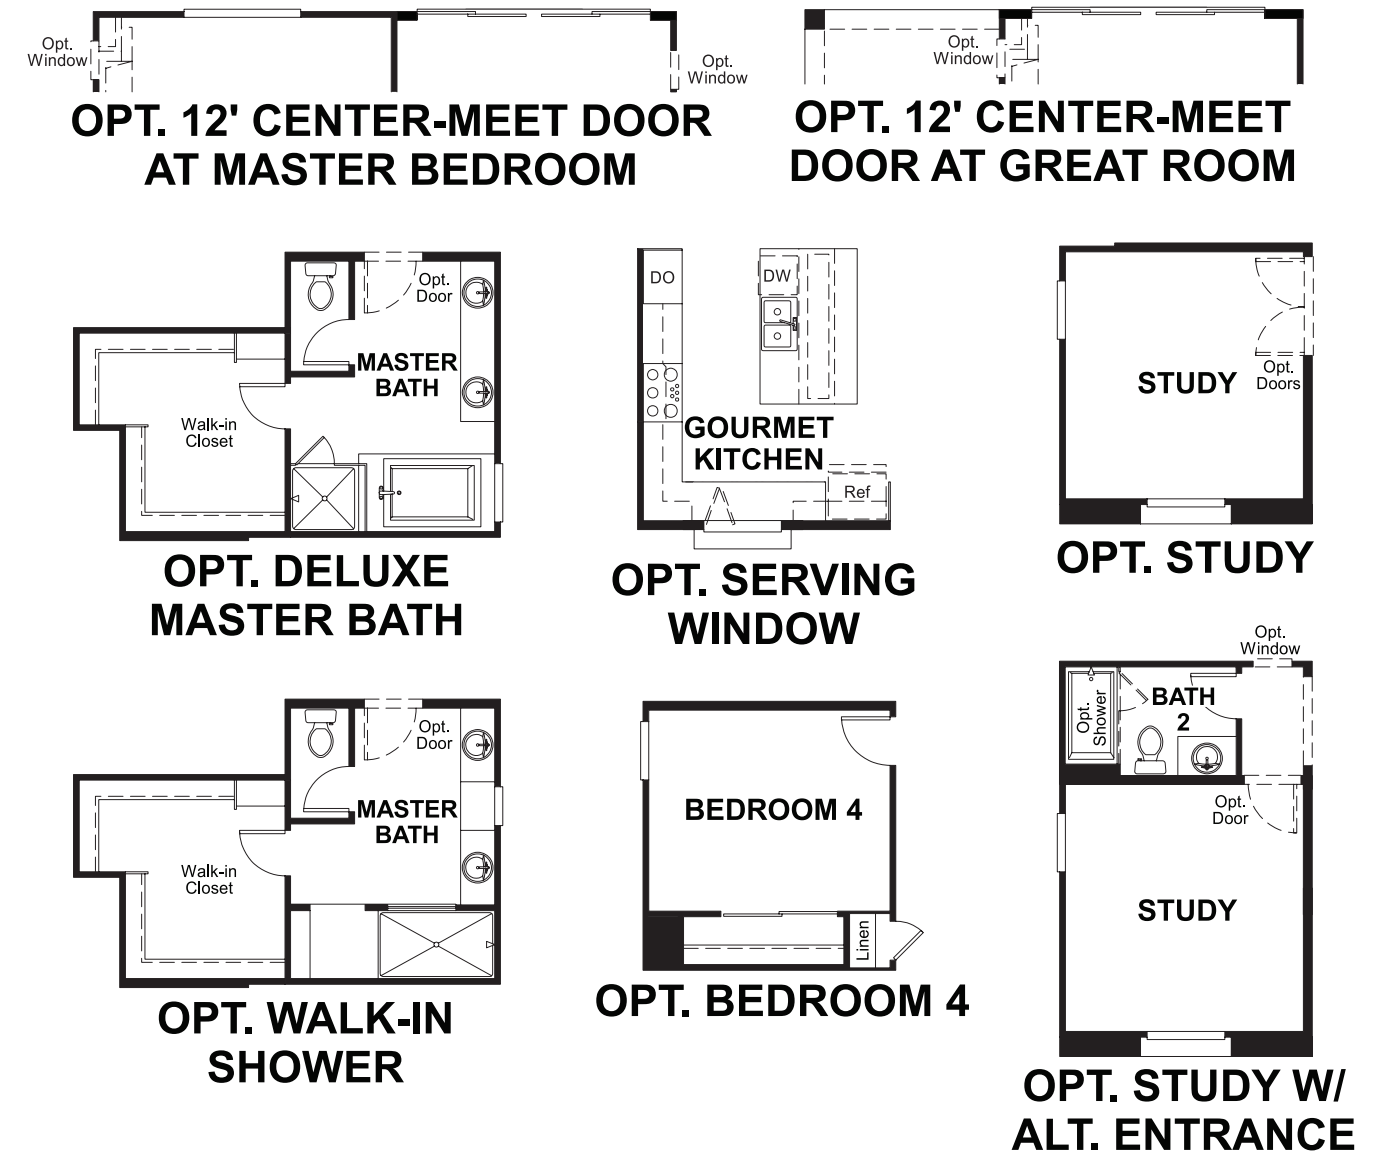 Opt.
Window
Opt.
Window
OPT. 12' CENTER-MEET DOOR
AT MASTER BEDROOM
Opt.
Window
OPT. 12' CENTER-MEET
DOOR AT GREAT ROOM
Opt.
Door
MASTER
BATH
Walk-in
Closet
OPT. DELUXE
MASTER BATH
DO
DW
GOURMET
KITCHEN
Ref
OPT. SERVING
WINDOW
STUDY
Opt.
Doors
OPT. STUDY
Opt.
Door
MASTER
BATH
Walk-in
Closet
OPT. WALK-IN
SHOWER
BEDROOM 4
Linen
OPT. BEDROOM 4
Opt.
Window
Opt.
Shower
BATH
2
Opt.
Door
STUDY
OPT. STUDY W/
ALT. ENTRANCE